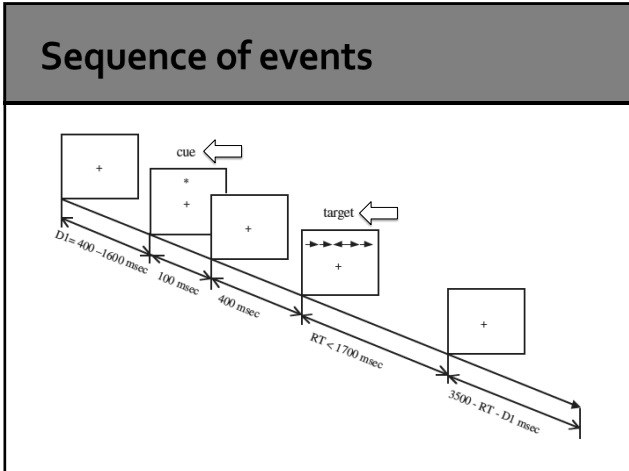 Sequence of events
cue
*
+
+
+
target
+
+
D1= 400 –1600 msec
100 msec
400 msec
RT < 1700 msec
3500 - RT - D1 msec